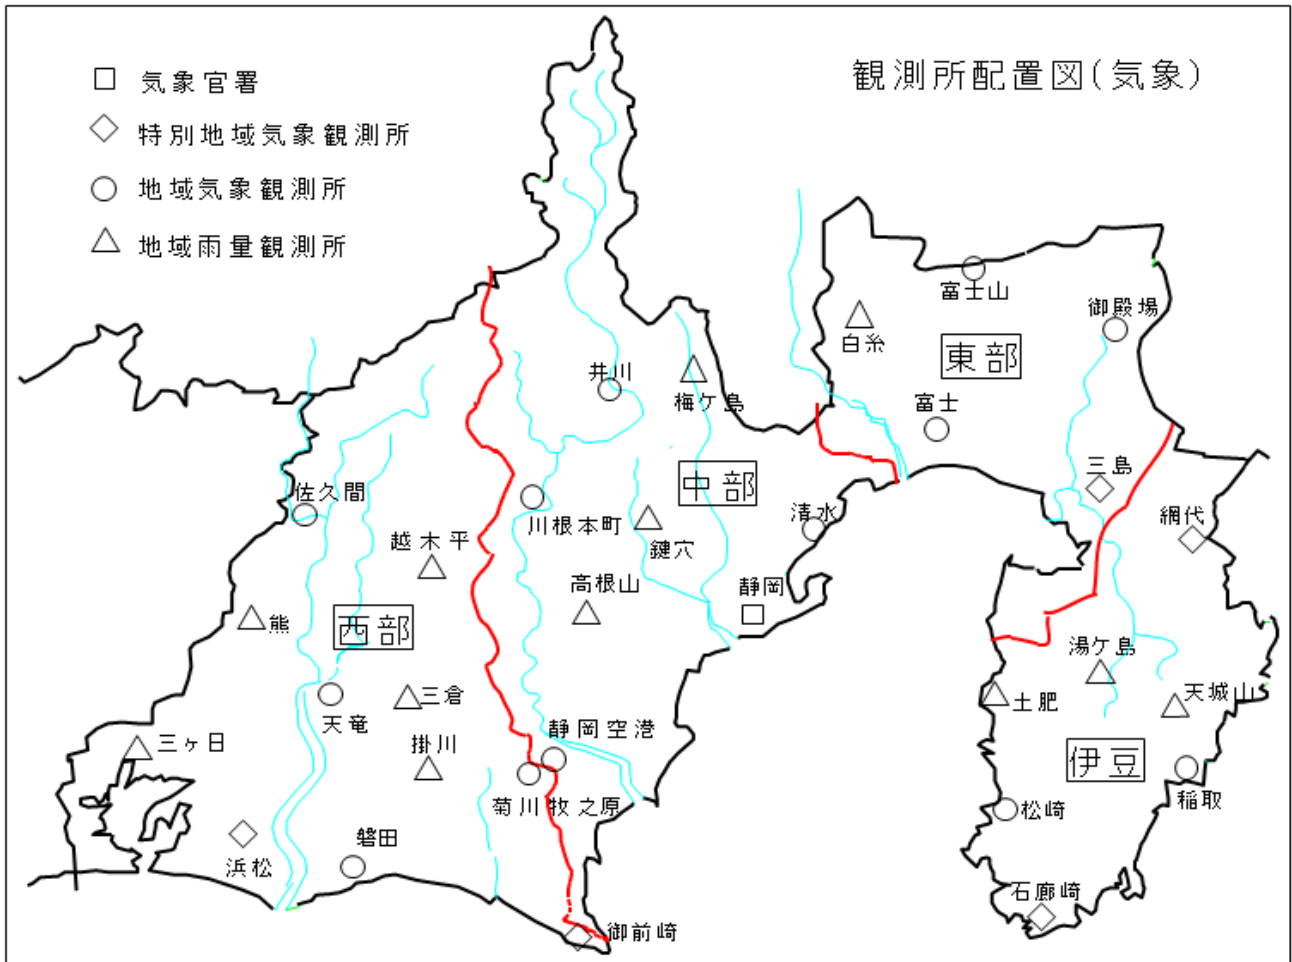 観測所配置図(気象)
気象官署
特別地域気象観測所
地域気象観測所
地域雨量観測所
富士山
御殿場
白糸
東部
井川
梅ケ島
富士
三島
中部
佐久間
川根本町
清水
網代
越木平
鍵穴
高根山
静岡
熊
西部
湯ケ島
三倉
土肥
天城山
天竜
静岡空港
三ヶ日
掛川
伊豆
菊川牧之原
松崎
稲取
磐田
浜松
石廊崎
御前崎